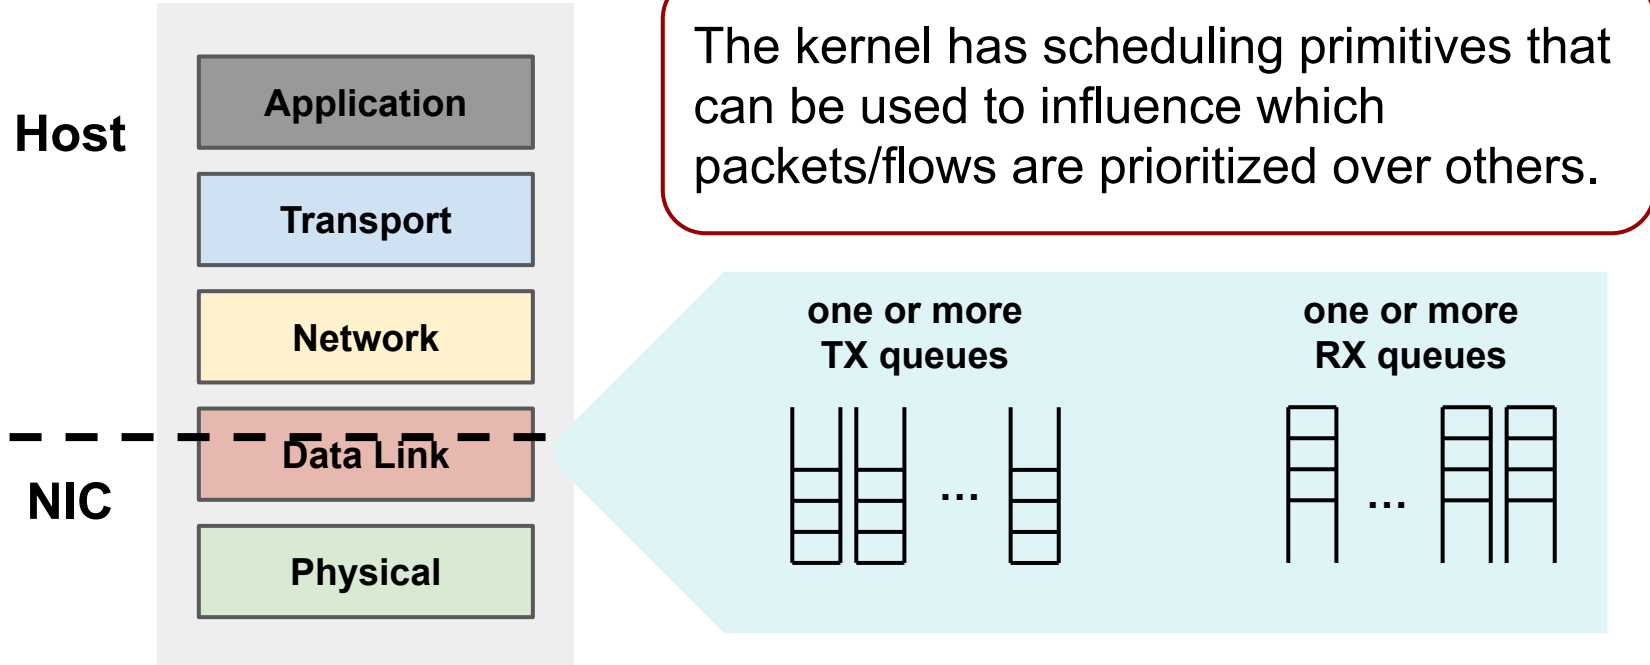 The kernel has scheduling primitives that
can be used to influence which
packets/flows are prioritized over others.
Host
Application
Transport
Network
Data Link
NIC
Physical
one or more
TX queues
...
one or more
RX queues
...